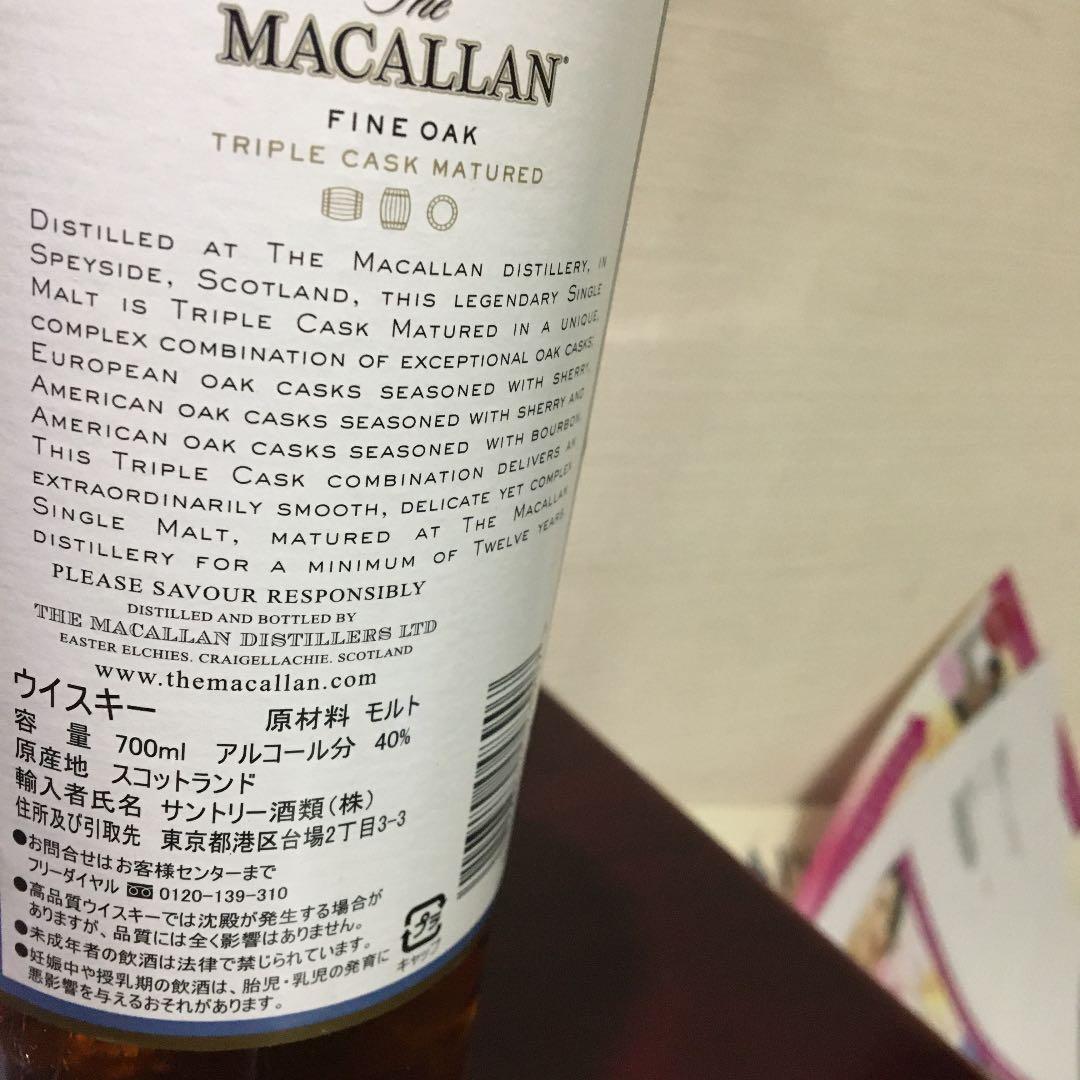 The
MACALLAN
FINE OAK
TRIPLE CASK MATURED
DISTILLED AT THE MACALLAN DISTILLERY, IN
SPEYSIDE, SCOTLAND, THIS LEGENDARY SINGLE
MALT IS TRIPLE CASK MATURED IN A UNIQUE,
COMPLEX COMBINATION OF EXCEPTIONAL OAK CASKS;
EUROPEAN OAK CASKS SEASONED WITH SHERRY,
AMERICAN OAK CASKS SEASONED WITH SHERRY AND
AMERICAN OAK CASKS SEASONED WITH BOURBON.
THIS TRIPLE CASK COMBINATION DELIVERS AN
EXTRAORDINARILY SMOOTH, DELICATE YET COMPLEX
SINGLE MALT, MATURED AT THE MACALLAN
DISTILLERY FOR A MINIMUM OF TWELVE YEARS.
PLEASE SAVOUR RESPONSIBLY
DISTILLED AND BOTTLED BY
THE MACALLAN DISTILLERS LTD
EASTER ELCHIES. CRAIGELLACHIE. SCOTLAND
www.themacallan.com
ウイスキー 原材料 モルト
容量 700ml アルコール分 40%
原産地 スコットランド
輸入者氏名 サントリー酒類(株)
住所及び引取先 東京都港区台場2丁目3-3
●お問合せはお客様センターまで
フリーダイヤル 0120-139-310
●高品質ウイスキーでは沈殿が発生する場合が
ありますが、品質には全く影響はありません。
●未成年者の飲酒は法律で禁じられています。
●妊娠中や授乳期の飲酒は、胎児・乳児の発育に
悪影響を与えるおそれがあります。
プラ
キャップ